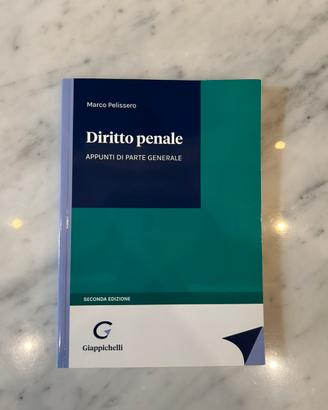 Marco Pelissero
Diritto penale
APPUNTI DI PARTE GENERALE
SECONDA EDIZIONE
G
Giappichelli